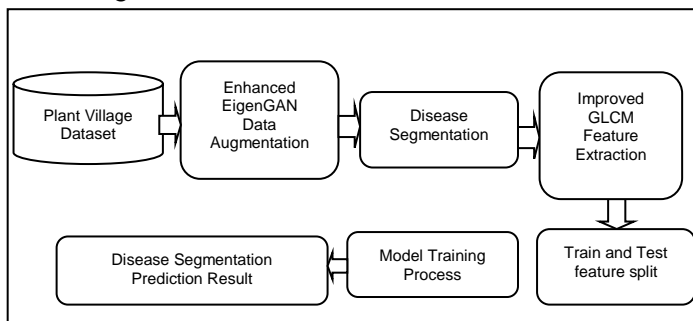 Plant Village
Dataset
Enhanced
EigenGAN
Data
Augmentation
Disease
Segmentation
Improved
GLCM
Feature
Extraction
Train and Test
feature split
Model Training
Process
Disease Segmentation
Prediction Result